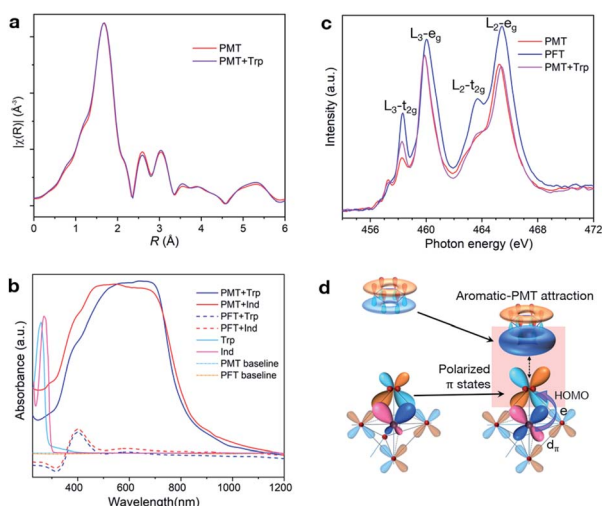 a
PMT
PMT+Trp
|χ(R)| (Å⁻³)
0 1 2 3 4 5 6
R (Å)
c
L₃-e_g
L₂-e_g
PMT
PFT
PMT+Trp
L₂-t₂g
L₃-t₂g
Intensity (a.u.)
456 460 464 468 472
Photon energy (eV)
b
PMT+Trp
PMT+Ind
PFT+Trp
PFT+Ind
Trp
Ind
PMT baseline
PFT baseline
Absorbance (a.u.)
400 600 800 1000 1200
Wavelength(nm)
d
Aromatic-PMT attraction
Polarized
π states
HOMO
e
dπ